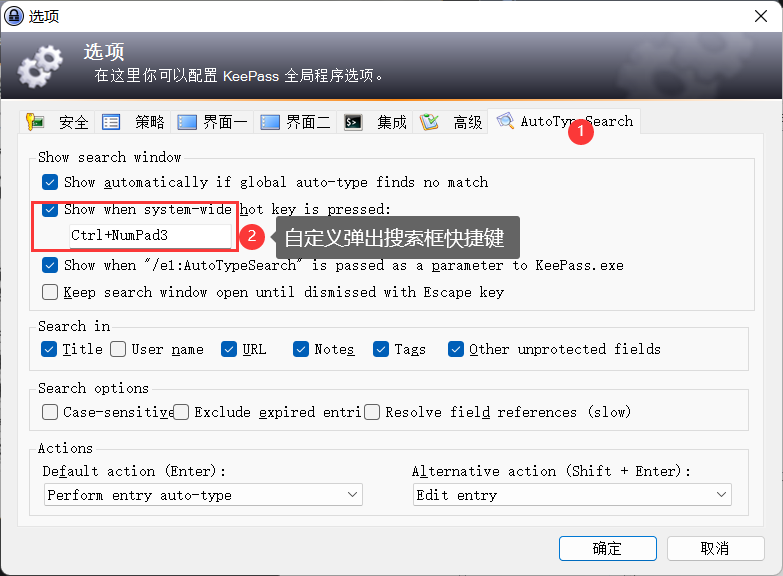 选项
选项
在这里你可以配置 KeePass 全局程序选项。
安全 策略 界面一 界面二 集成 高级 AutoTypeSearch
1
Show search window
Show automatically if global auto-type finds no match
Show when system-wide hot key is pressed:
Ctrl+NumPad3
2 自定义弹出搜索框快捷键
Show when "/e1:AutoTypeSearch" is passed as a parameter to KeePass.exe
Keep search window open until dismissed with Escape key
Search in
Title User name URL Notes Tags Other unprotected fields
Search options
Case-sensitive Exclude expired entri Resolve field references (slow)
Actions
Default action (Enter): Alternative action (Shift + Enter):
Perform entry auto-type Edit entry
确定 取消